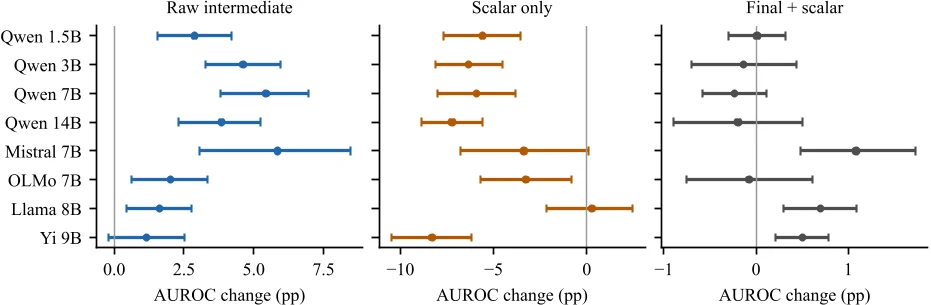 Raw intermediate
Scalar only
Final + scalar
Qwen 1.5B
Qwen 3B
Qwen 7B
Qwen 14B
Mistral 7B
OLMo 7B
Llama 8B
Yi 9B
0.0 2.5 5.0 7.5
−10 −5 0
−1 0 1
AUROC change (pp)
AUROC change (pp)
AUROC change (pp)